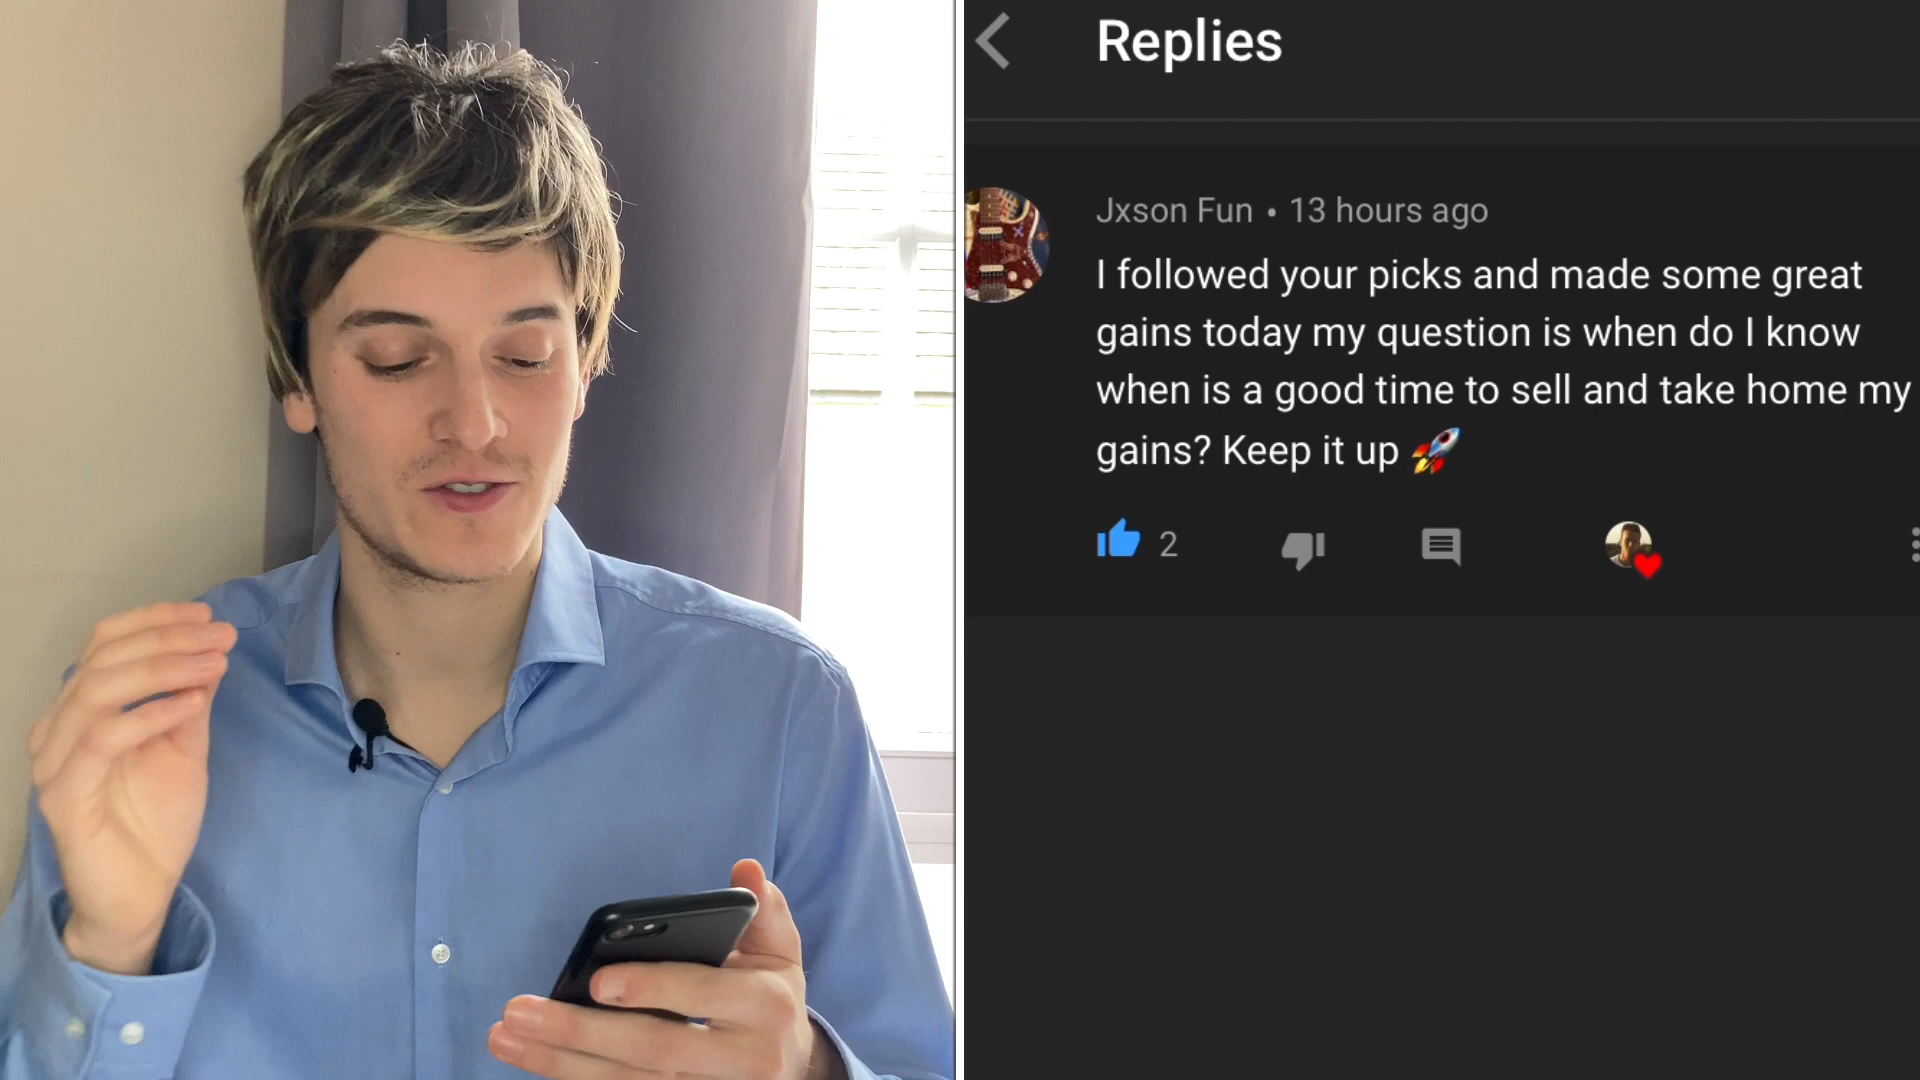 Replies
Jxson Fun • 13 hours ago
I followed your picks and made some great
gains today my question is when do I know
when is a good time to sell and take home my
gains? Keep it up 🚀
2